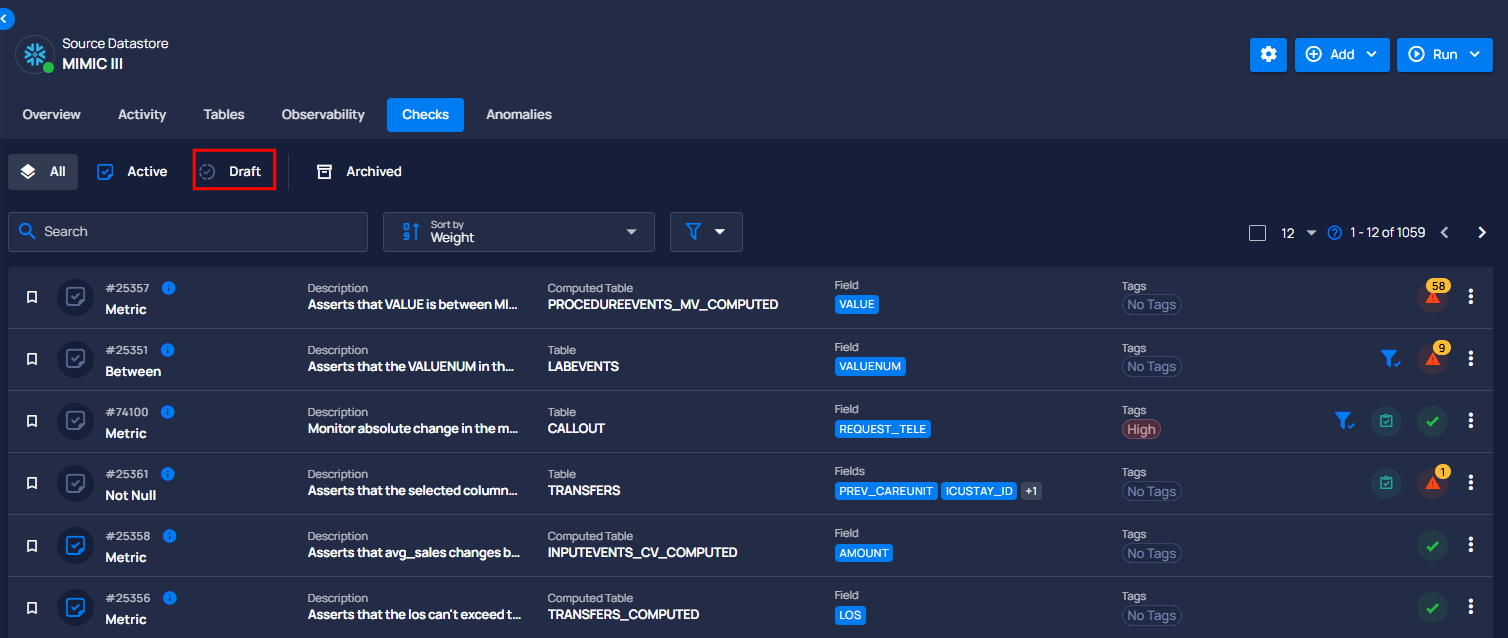 Source Datastore
MIMIC III
Add
Run
Overview
Activity
Tables
Observability
Checks
Anomalies
All
Active
Draft
Archived
Search
Sort by
Weight
12
1 - 12 of 1059
#25357
Metric
Description
Asserts that VALUE is between MI...
Computed Table
PROCEDUREEVENTS_MV_COMPUTED
Field
VALUE
Tags
No Tags
58
#25351
Between
Description
Asserts that the VALUENUM in th...
Table
LABEVENTS
Field
VALUENUM
Tags
No Tags
9
#74100
Metric
Description
Monitor absolute change in the m...
Table
CALLOUT
Field
REQUEST_TELE
Tags
High
#25361
Not Null
Description
Asserts that the selected column...
Table
TRANSFERS
Fields
PREV_CAREUNIT ICUSTAY_ID +1
Tags
No Tags
1
#25358
Metric
Description
Asserts that avg_sales changes b...
Computed Table
INPUTEVENTS_CV_COMPUTED
Field
AMOUNT
Tags
No Tags
#25356
Metric
Description
Asserts that the los can't exceed t...
Computed Table
TRANSFERS_COMPUTED
Field
LOS
Tags
No Tags